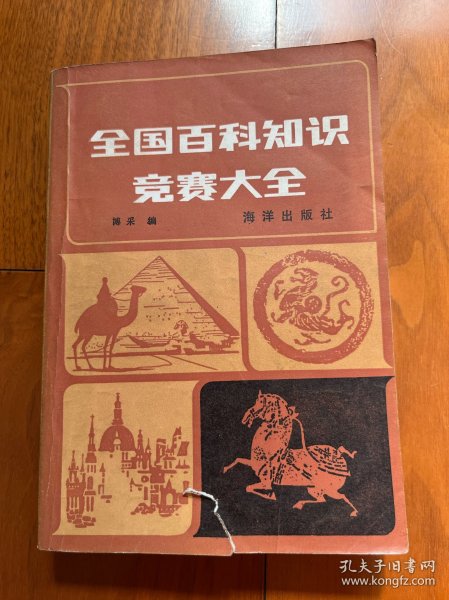 全国百科知识
竞赛大全
陈采 编
海洋出版社
孔夫子旧书网
www.kongfz.com